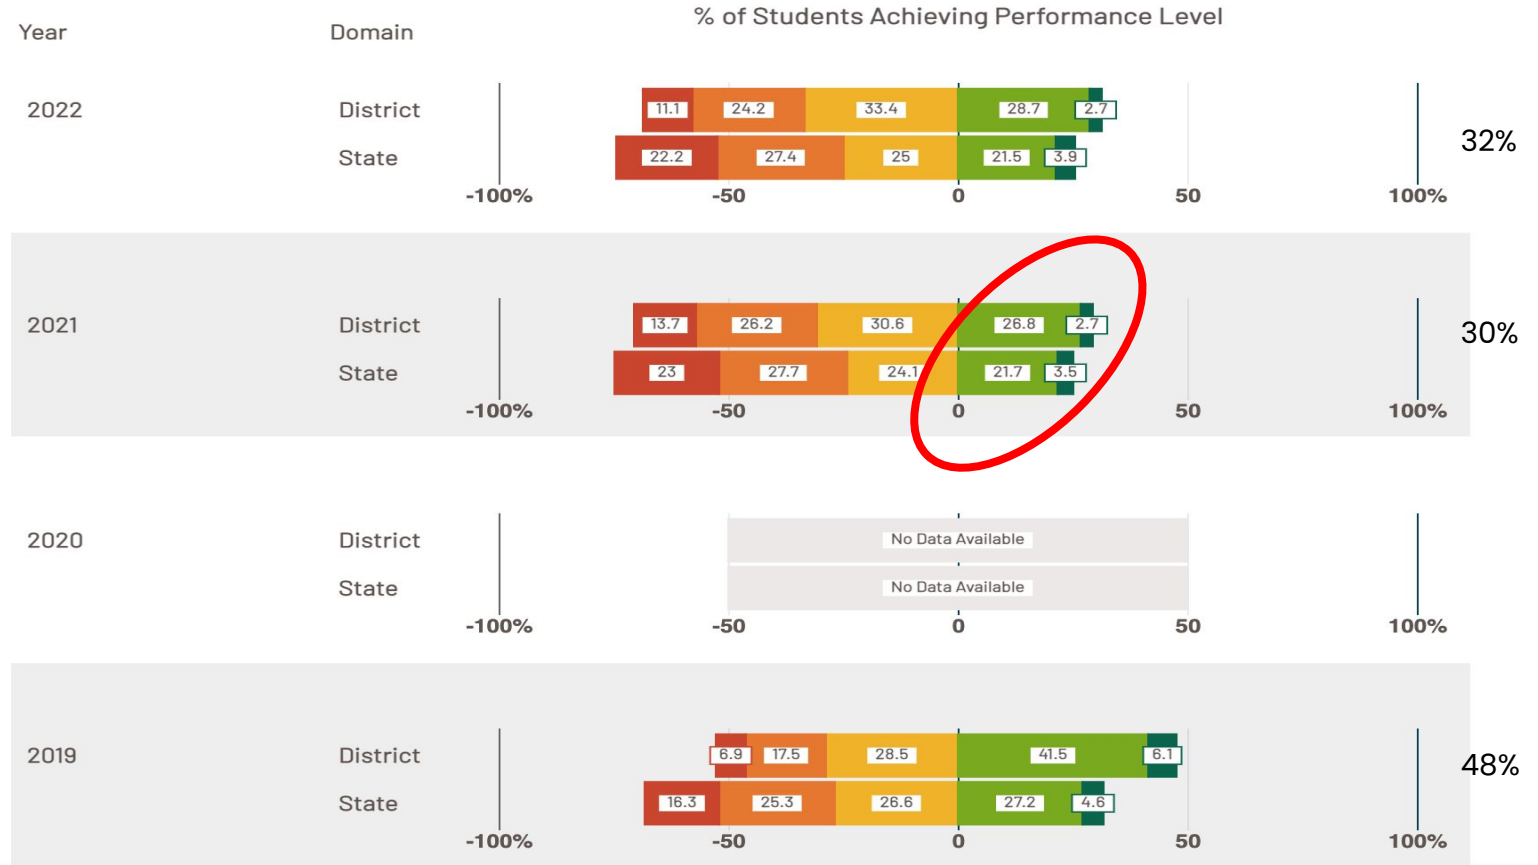 % of Students Achieving Performance Level
Year Domain
2022 District 11.1 24.2 33.4 28.7 2.7
32%
State 22.2 27.4 25 21.5 3.9
-100% -50 0 50 100%
2021 District 13.7 26.2 30.6 26.8 2.7
30%
State 23 27.7 24.1 21.7 3.5
-100% -50 0 50 100%
2020 District No Data Available
State No Data Available
-100% -50 0 50 100%
2019 District 6.9 17.5 28.5 41.5 6.1
48%
State 16.3 25.3 26.6 27.2 4.6
-100% -50 0 50 100%